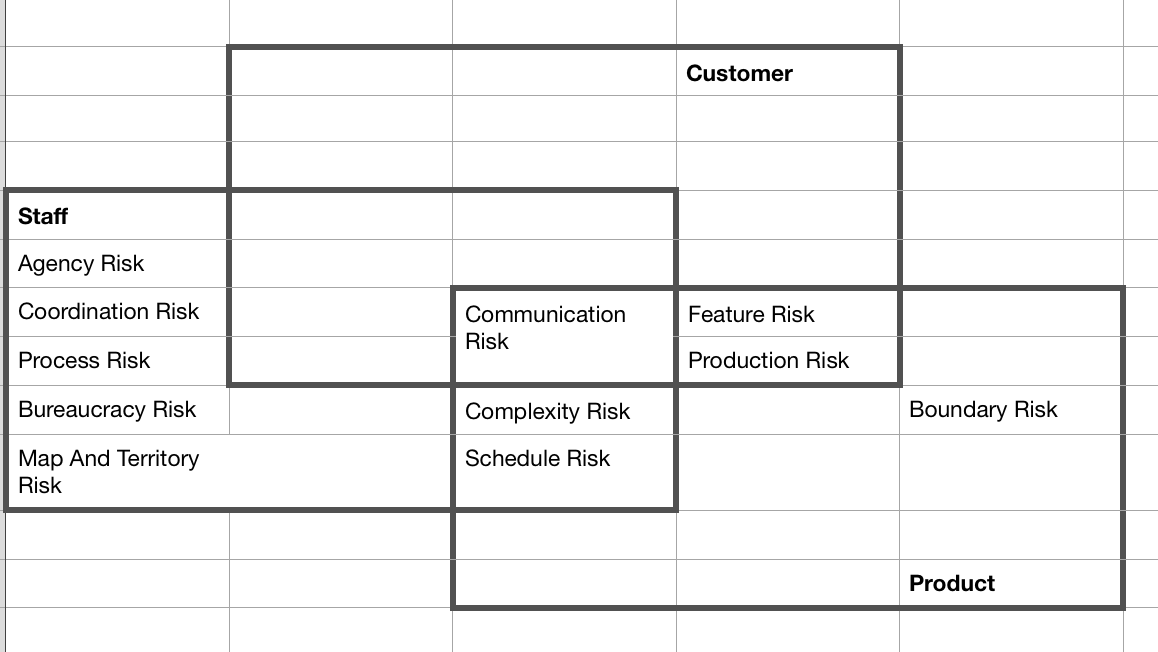 Customer
Staff
Agency Risk
Coordination Risk
Communication
Risk
Feature Risk
Process Risk
Production Risk
Bureaucracy Risk
Complexity Risk
Boundary Risk
Map And Territory
Risk
Schedule Risk
Product